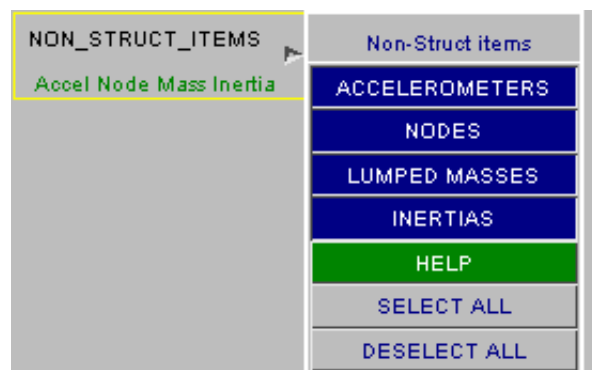 NON_STRUCT_ITEMS
Accel Node Mass Inertia
Non-Struct items
ACCELEROMETERS
NODES
LUMPED MASSES
INERTIAS
HELP
SELECT ALL
DESELECT ALL